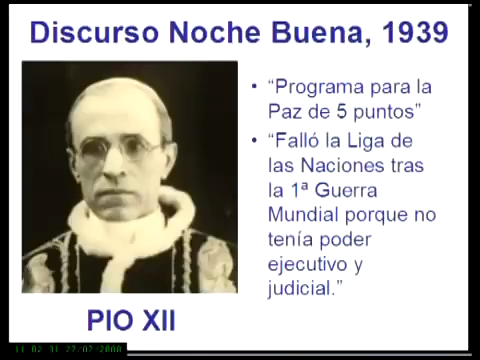 Discurso Noche Buena, 1939
• “Programa para la
Paz de 5 puntos”
• “Falló la Liga de
las Naciones tras
la 1ª Guerra
Mundial porque no
tenía poder
ejecutivo y
judicial.”
PIO XII